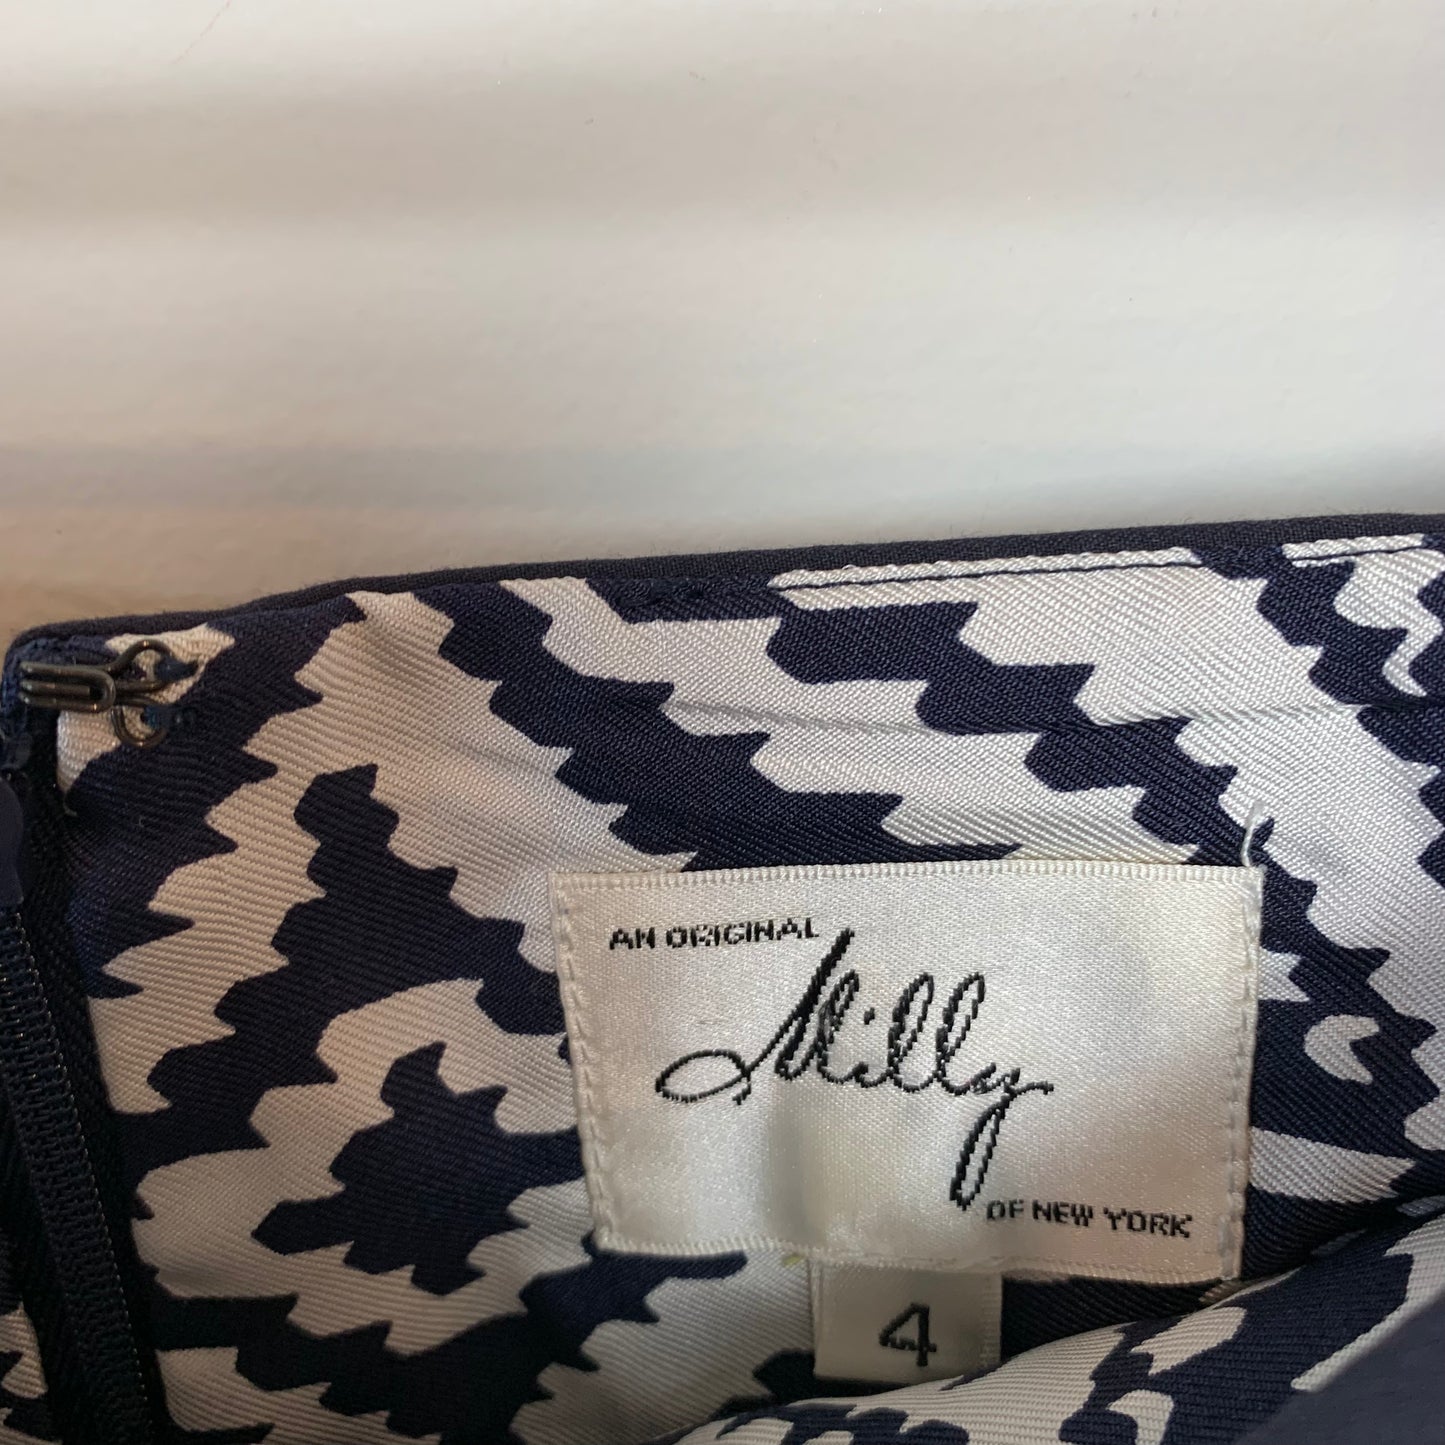 AN ORIGINAL
Milly
OF NEW YORK
4